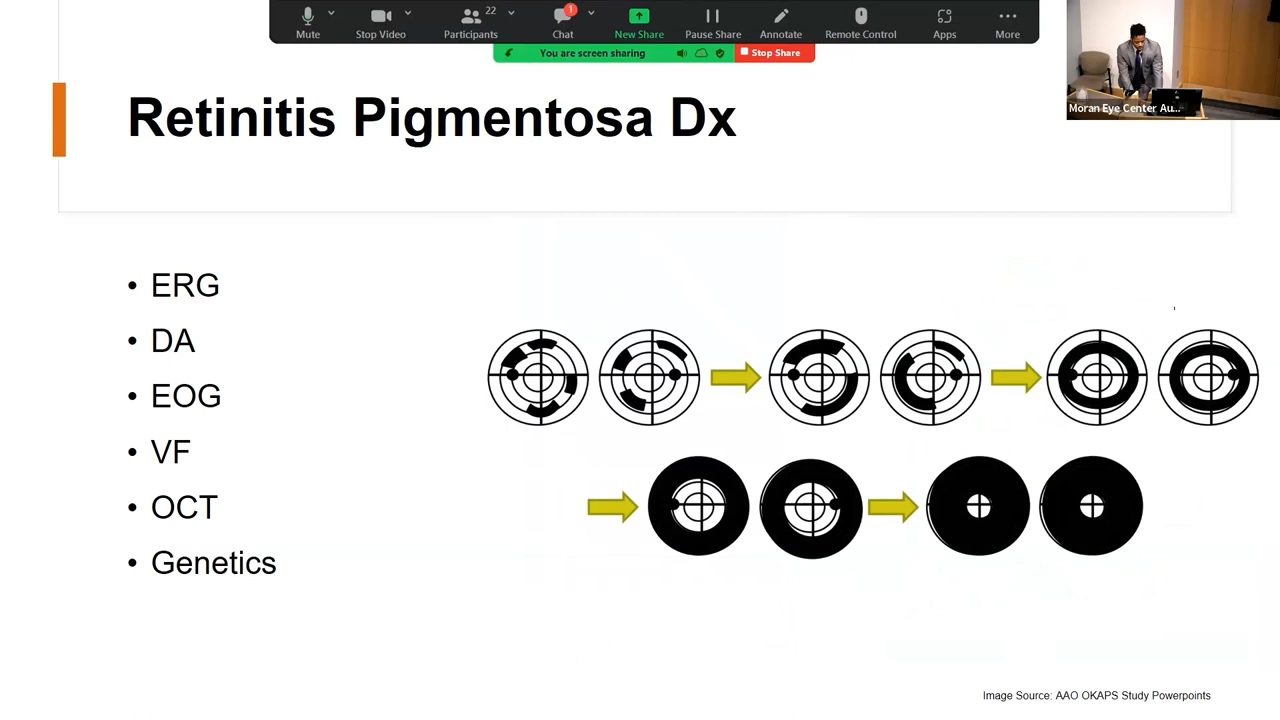 Mute
Stop Video
Participants
22
Chat
1
New Share
Pause Share
Annotate
Remote Control
Apps
More
You are screen sharing
Stop Share
Moran Eye Center Au...
Retinitis Pigmentosa Dx
• ERG
• DA
• EOG
• VF
• OCT
• Genetics
Image Source: AAO OKAPS Study Powerpoints